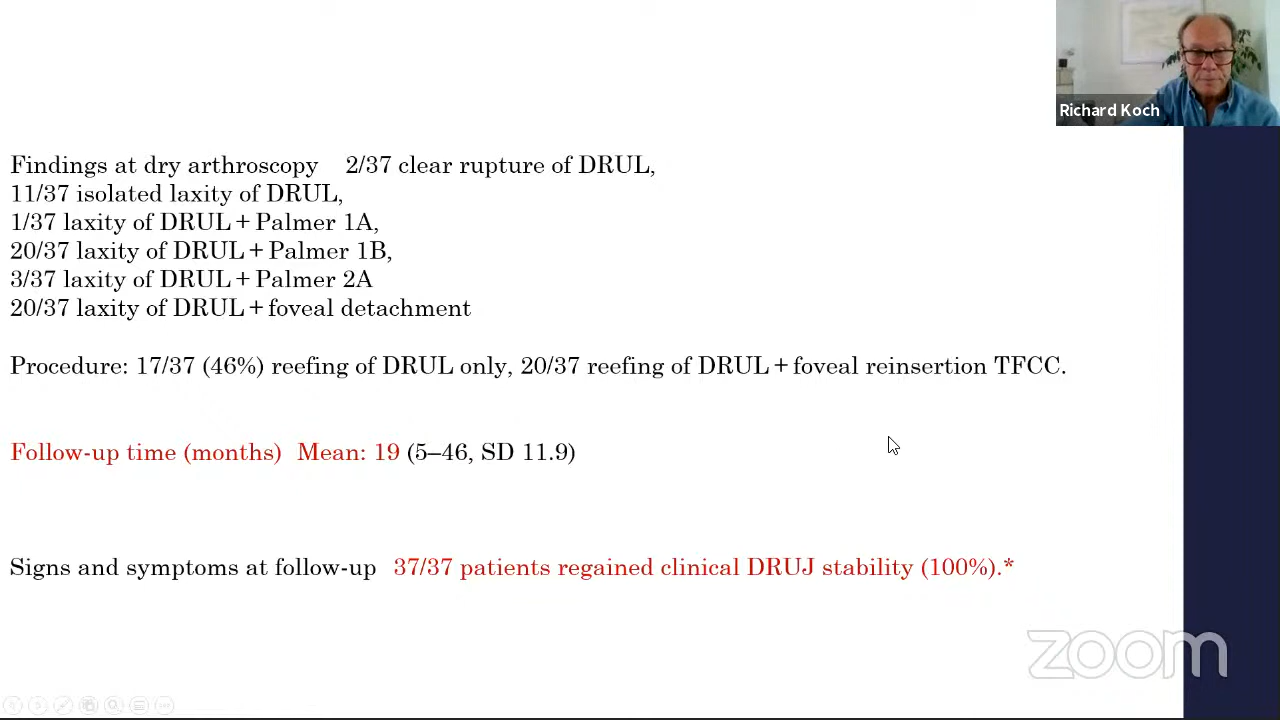 Richard Koch
Findings at dry arthroscopy 2/37 clear rupture of DRUL,
11/37 isolated laxity of DRUL,
1/37 laxity of DRUL + Palmer 1A,
20/37 laxity of DRUL + Palmer 1B,
3/37 laxity of DRUL + Palmer 2A
20/37 laxity of DRUL + foveal detachment
Procedure: 17/37 (46%) reefing of DRUL only, 20/37 reefing of DRUL + foveal reinsertion TFCC.
Follow-up time (months) Mean: 19 (5–46, SD 11.9)
Signs and symptoms at follow-up 37/37 patients regained clinical DRUJ stability (100%).*
zoom